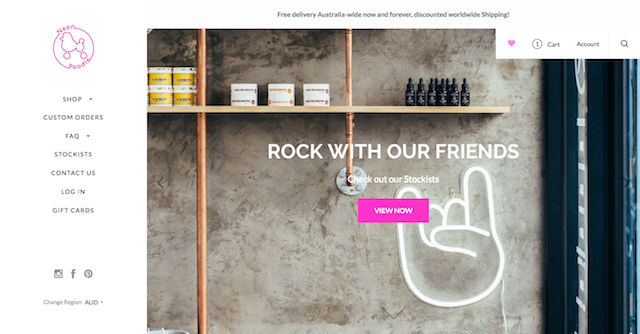 Free delivery Australia-wide now and forever, discounted worldwide Shipping!
Neon
Poodle
1 Cart Account
SHOP
CUSTOM ORDERS
FAQ
STOCKISTS
CONTACT US
LOG IN
GIFT CARDS
ROCK WITH OUR FRIENDS
Check out our Stockists
VIEW NOW
Change Region AUD